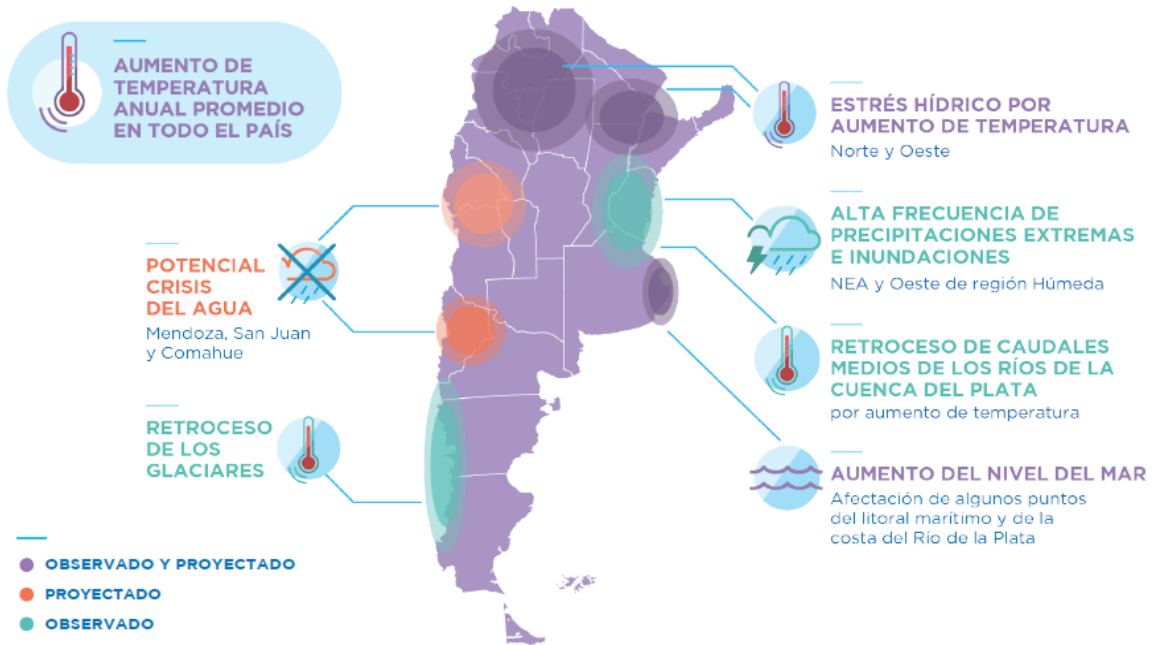 AUMENTO DE
TEMPERATURA
ANUAL PROMEDIO
EN TODO EL PAÍS
POTENCIAL
CRISIS
DEL AGUA
Mendoza, San Juan
y Comahue
RETROCESO
DE LOS
GLACIARES
ESTRÉS HÍDRICO POR
AUMENTO DE TEMPERATURA
Norte y Oeste
ALTA FRECUENCIA DE
PRECIPITACIONES EXTREMAS
E INUNDACIONES
NEA y Oeste de región Húmeda
RETROCESO DE CAUDALES
MEDIOS DE LOS RÍOS DE LA
CUENCA DEL PLATA
por aumento de temperatura
AUMENTO DEL NIVEL DEL MAR
Afectación de algunos puntos
del litoral marítimo y de la
costa del Río de la Plata
OBSERVADO Y PROYECTADO
PROYECTADO
OBSERVADO